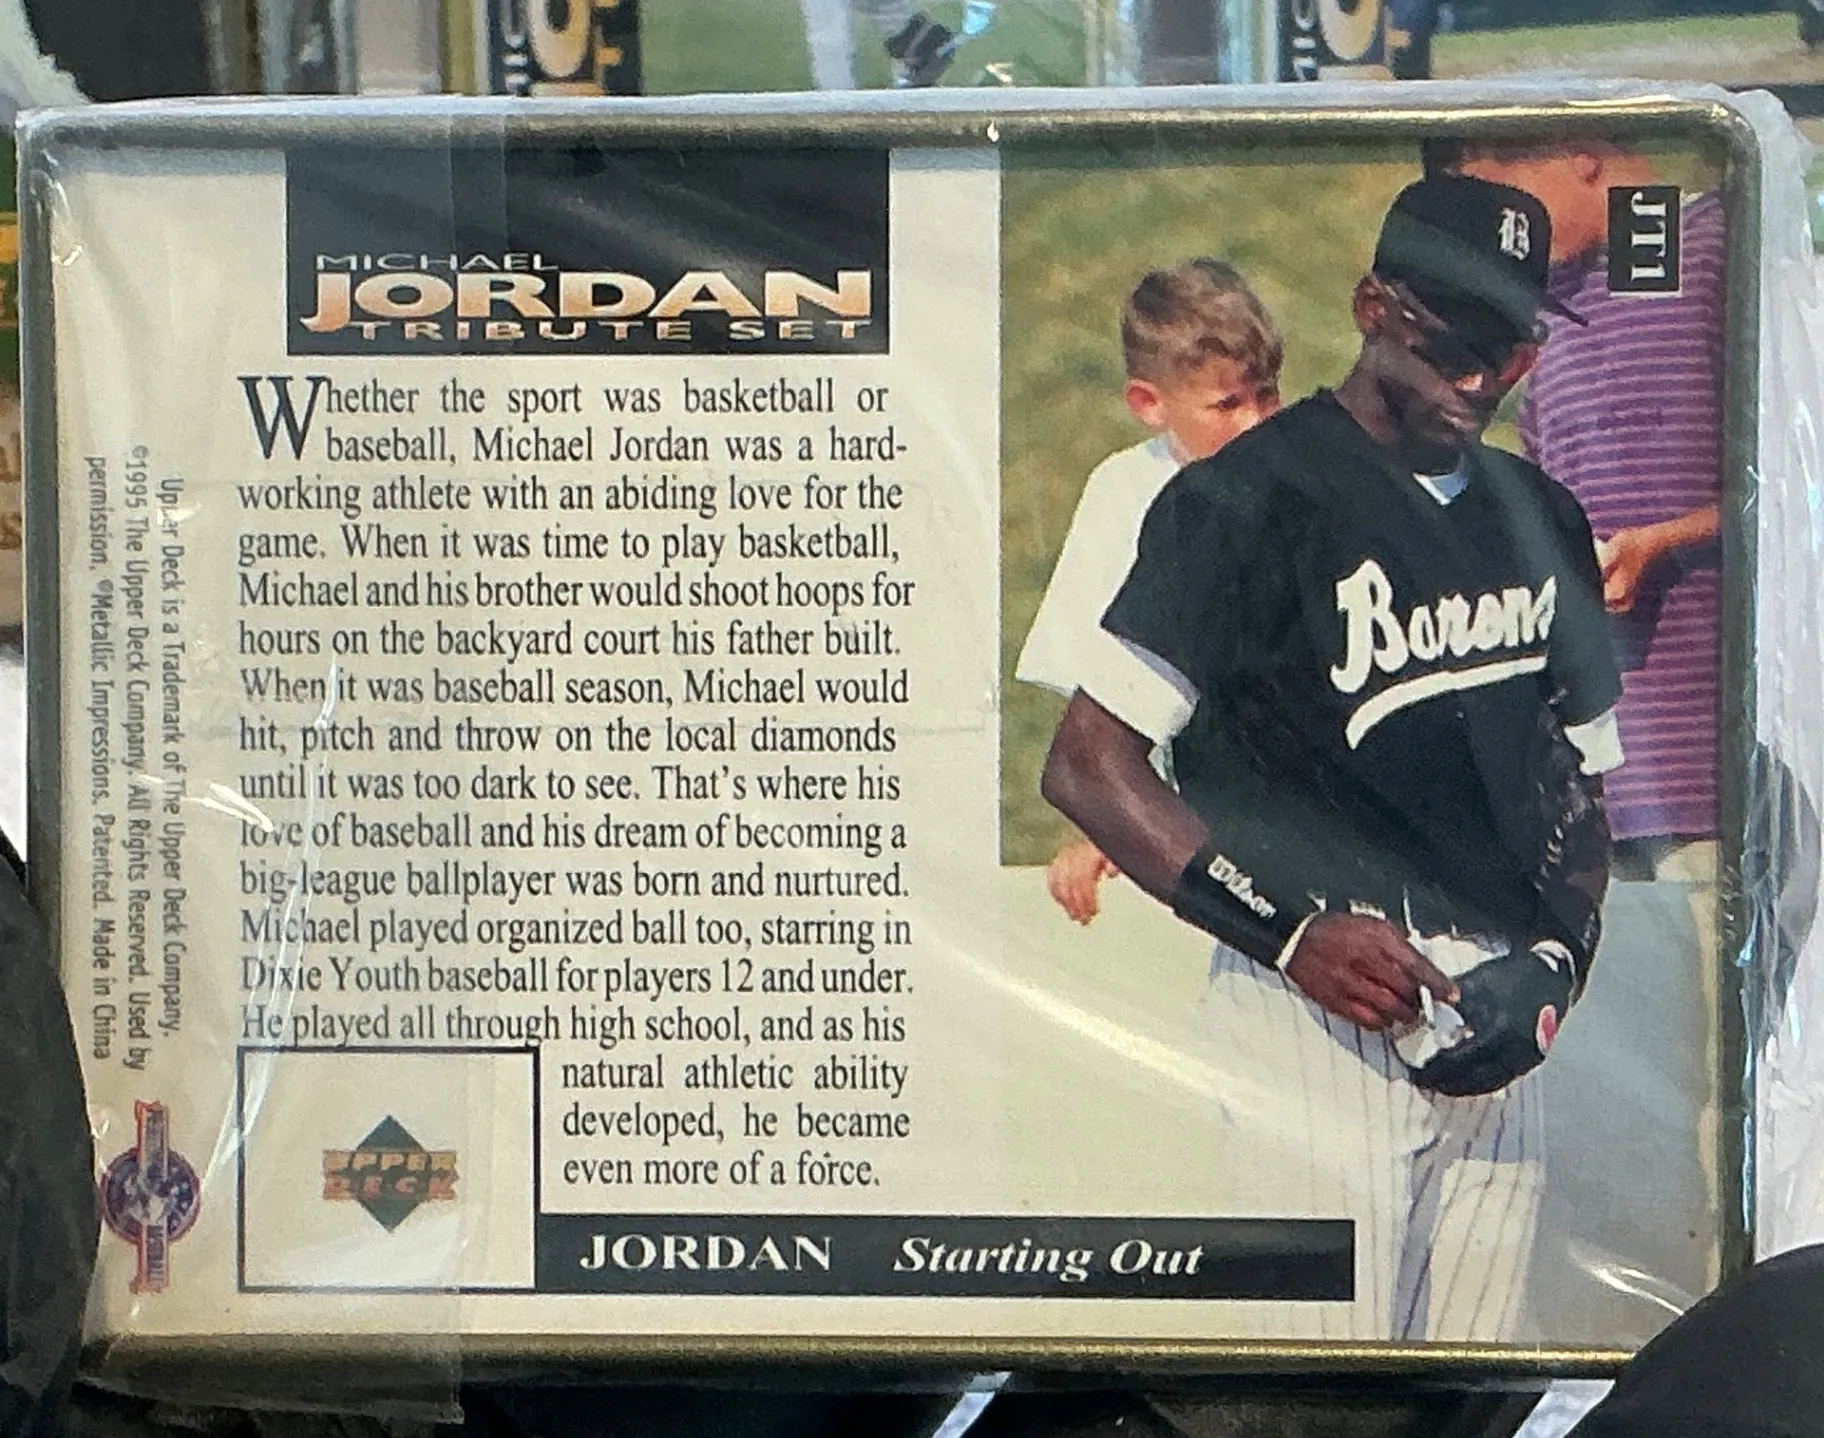 MICHAEL
JORDAN
TRIBUTE SET
Whether the sport was basketball or
baseball, Michael Jordan was a hard-
working athlete with an abiding love for the
game. When it was time to play basketball,
Michael and his brother would shoot hoops for
hours on the backyard court his father built.
When it was baseball season, Michael would
hit, pitch and throw on the local diamonds
until it was too dark to see. That's where his
love of baseball and his dream of becoming a
big-league ballplayer was born and nurtured.
Michael played organized ball too, starring in
Dixie Youth baseball for players 12 and under.
He played all through high school, and as his
natural athletic ability
developed, he became
even more of a force.
UPPER
DECK
JORDAN Starting Out
Upper Deck is a Trademark of The Upper Deck Company.
©1995 The Upper Deck Company. All Rights Reserved. Used by
permission. ©Metallic Impressions. Patented. Made in China
JT1
B
Barons
Wilson